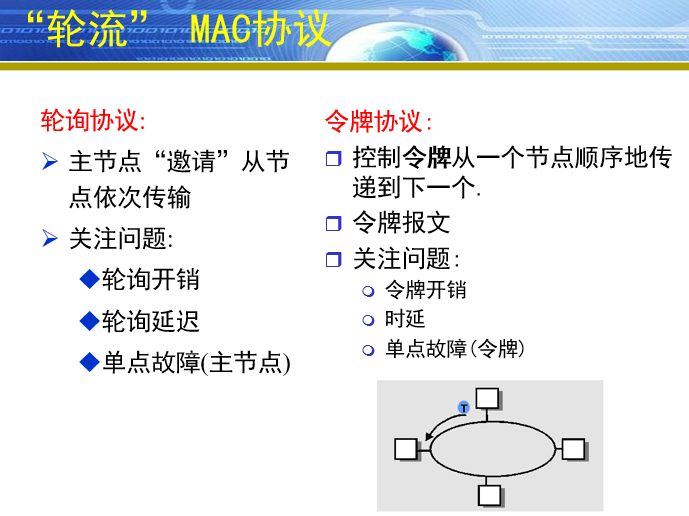 “轮流” MAC协议
轮询协议:
主节点“邀请”从节
点依次传输
关注问题:
轮询开销
轮询延迟
单点故障(主节点)
令牌协议:
控制令牌从一个节点顺序地传
递到下一个.
令牌报文
关注问题:
令牌开销
时延
单点故障(令牌)
T